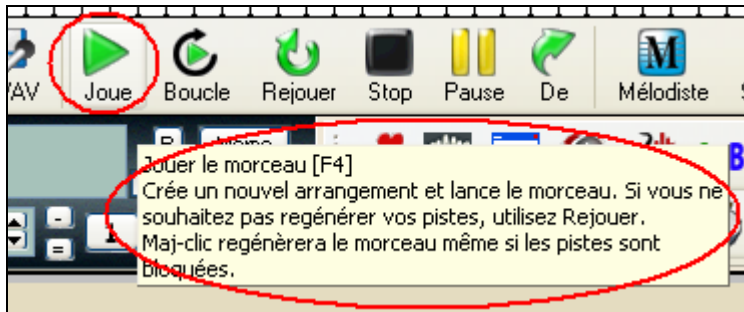 /AV Joue Boucle Rejouer Stop Pause De Mélodiste
Jouer le morceau [F4]
Crée un nouvel arrangement et lance le morceau. Si vous ne
souhaitez pas regénérer vos pistes, utilisez Rejouer.
Maj-clic regénèrera le morceau même si les pistes sont
bloquées.